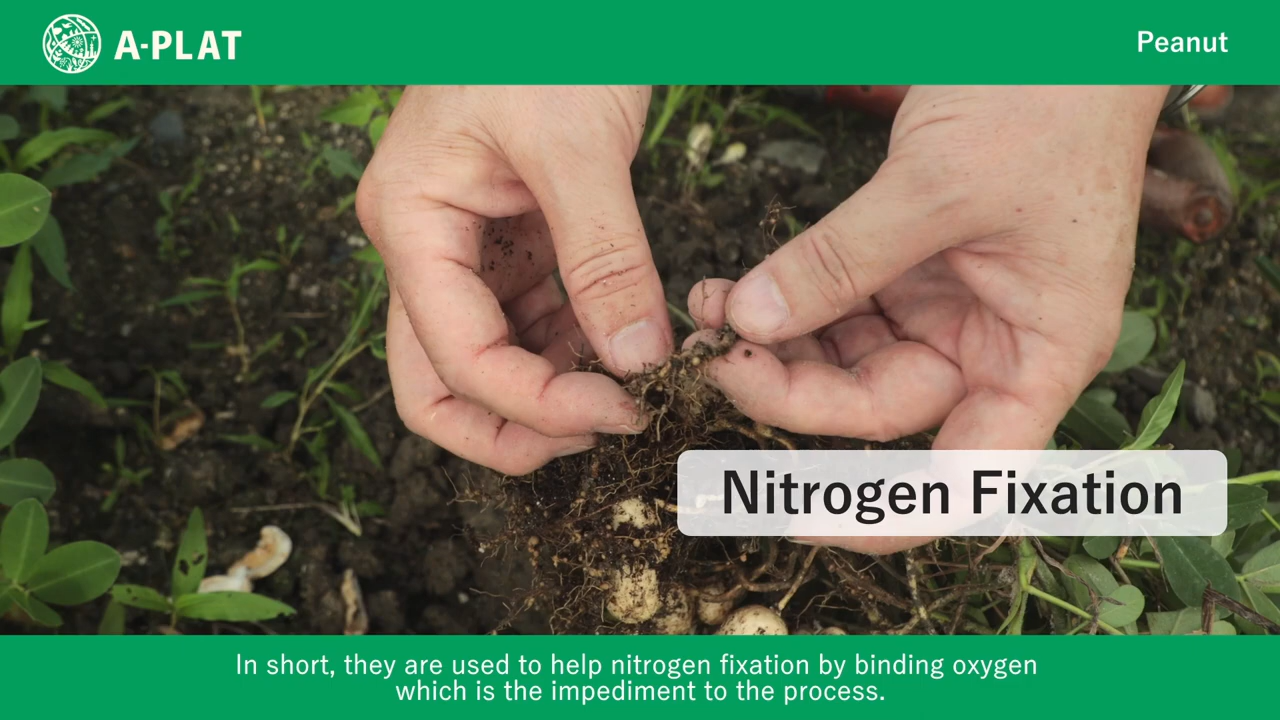 A-PLAT
Peanut
Nitrogen Fixation
In short, they are used to help nitrogen fixation by binding oxygen
which is the impediment to the process.